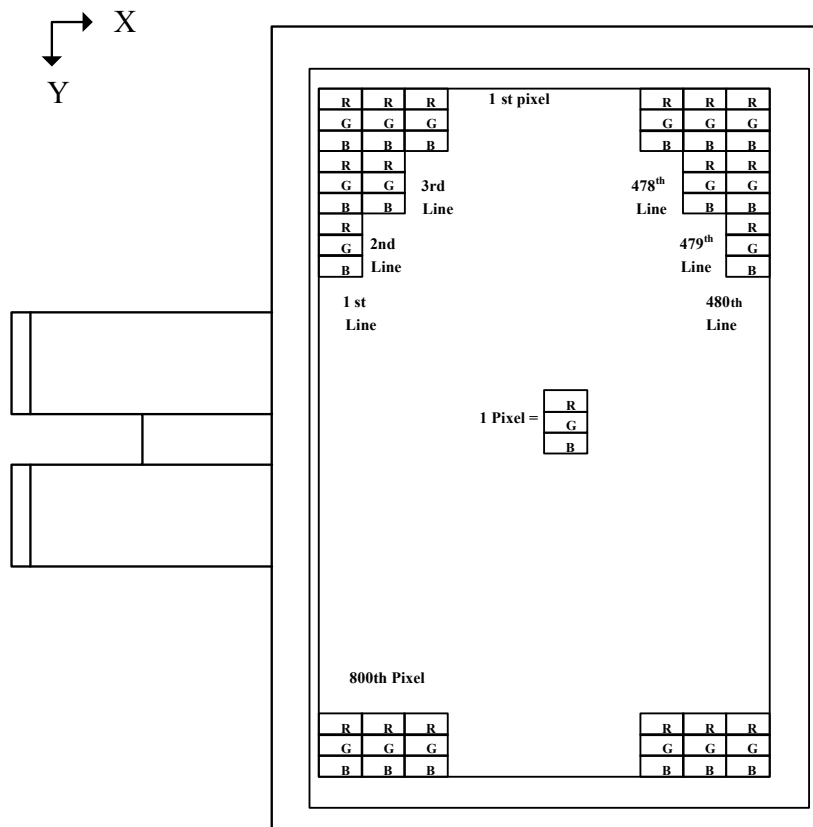 X
Y
R R R 1 st pixel R R R
G G G G G G
B B B B B B
R R R R
G G 3rd 478th G G
B B Line Line B B
R R
G 2nd 479th G
B Line Line B
1 st 480th
Line Line
R
1 Pixel = G
B
800th Pixel
R R R R R R
G G G G G G
B B B B B B